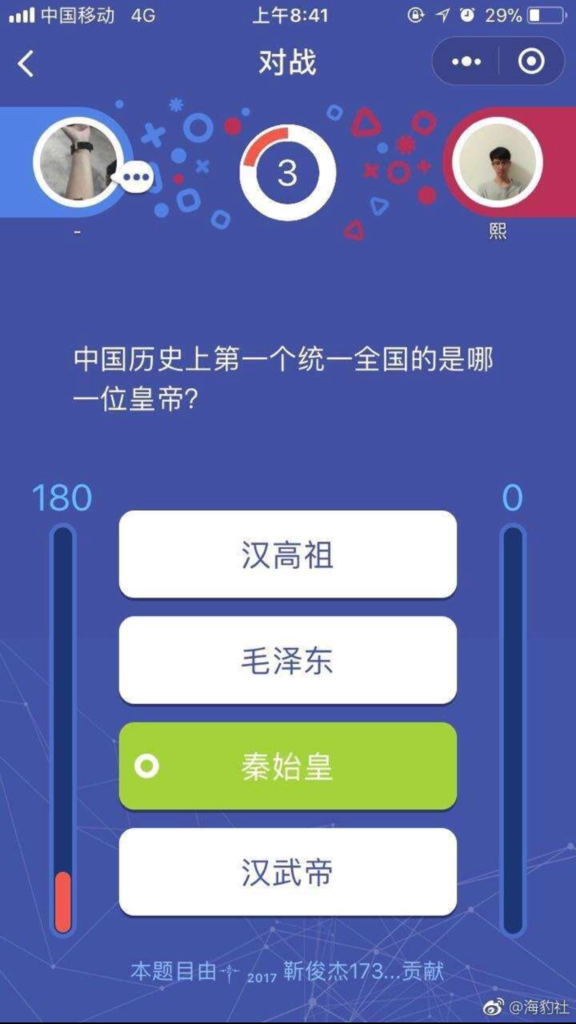 中国移动 4G 上午8:41 29%
对战
3
-
熙
中国历史上第一个统一全国的是哪
一位皇帝?
180
0
汉高祖
毛泽东
秦始皇
汉武帝
本题目由 2017 靳俊杰173...贡献
@海豹社